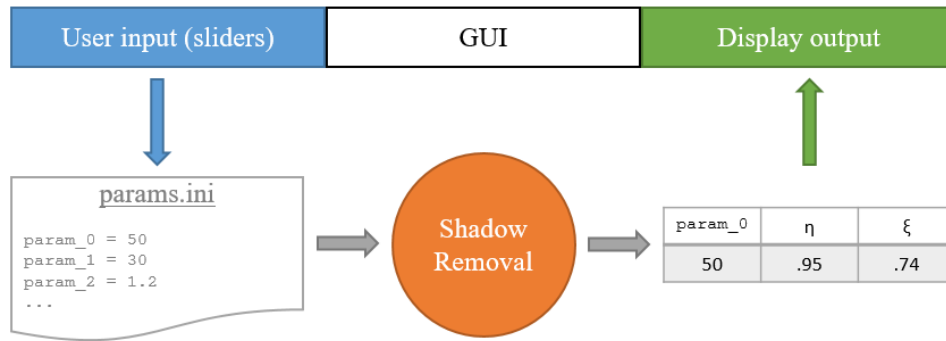 User input (sliders)
GUI
Display output
params.ini
param_0 = 50
param_1 = 30
param_2 = 1.2
...
Shadow
Removal
param_0 η ξ
50 .95 .74